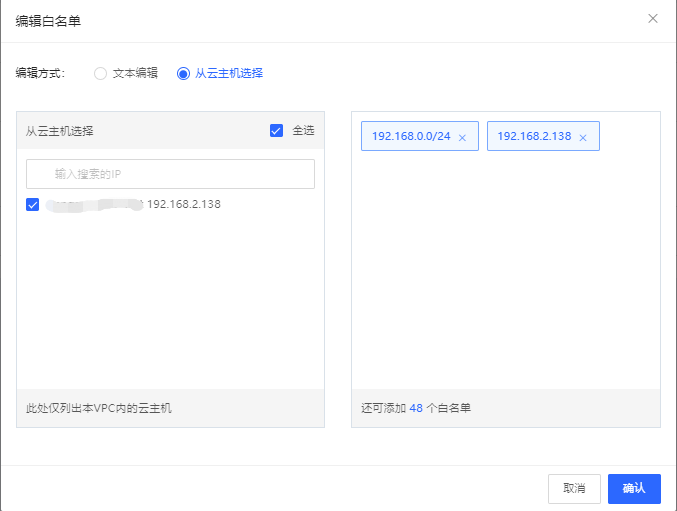 编辑白名单
编辑方式: 文本编辑 从云主机选择
从云主机选择 全选
输入搜索的IP
192.168.2.138
此处仅列出本VPC内的云主机
192.168.0.0/24 192.168.2.138
还可添加 48 个白名单
取消 确认